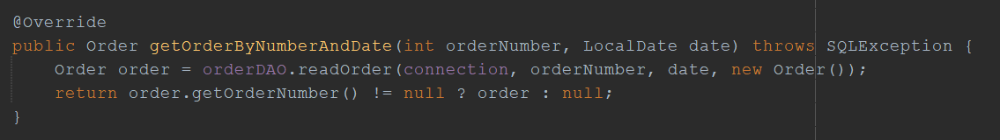 @Override
public Order getOrderByNumberAndDate(int orderNumber, LocalDate date) throws SQLException {
    Order order = orderDAO.readOrder(connection, orderNumber, date, new Order());
    return order.getOrderNumber() != null ? order : null;
}